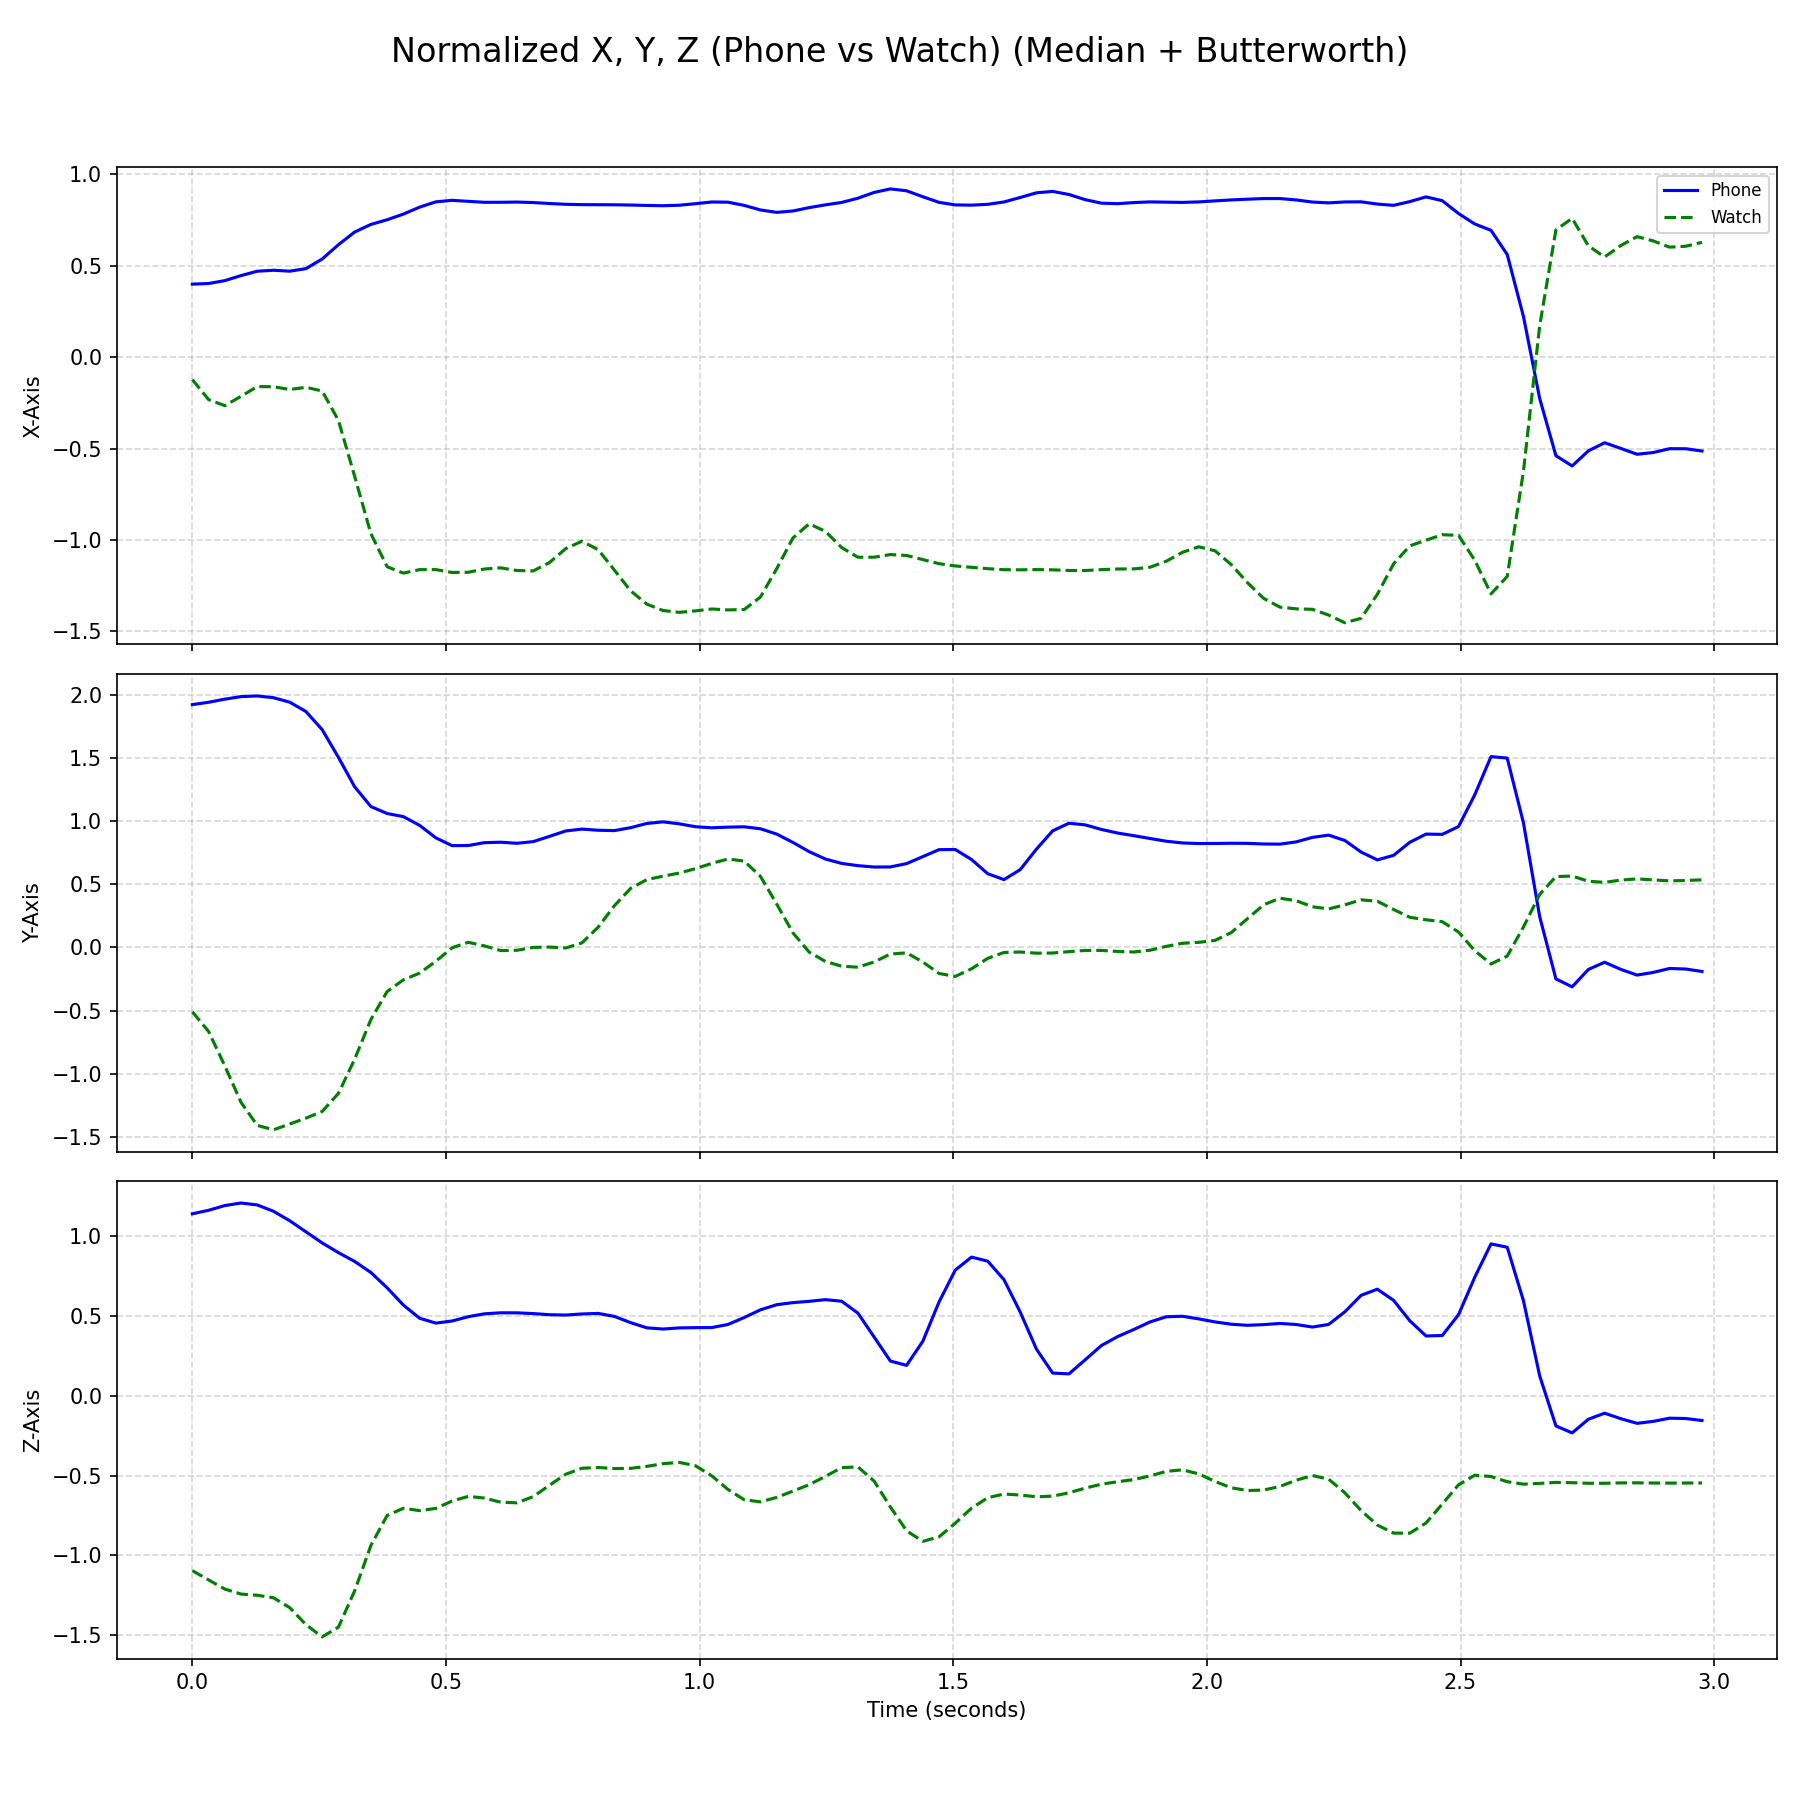 Normalized X, Y, Z (Phone vs Watch) (Median + Butterworth)
1.0
0.5
0.0
−0.5
−1.0
−1.5
X-Axis
Phone
Watch
2.0
1.5
1.0
0.5
0.0
−0.5
−1.0
−1.5
Y-Axis
1.0
0.5
0.0
−0.5
−1.0
−1.5
Z-Axis
0.0 0.5 1.0 1.5 2.0 2.5 3.0
Time (seconds)